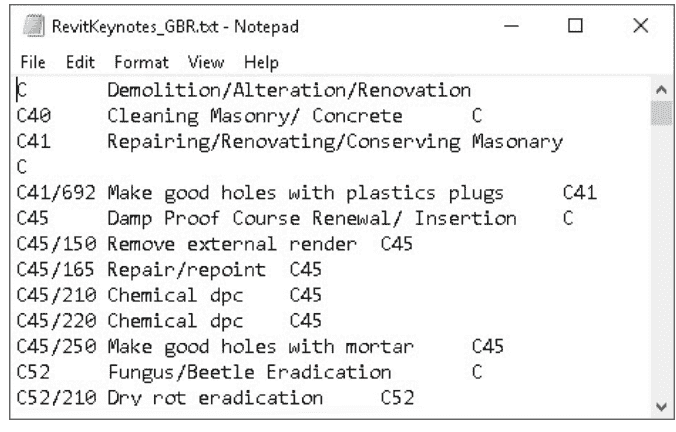 RevitKeynotes_GBR.txt - Notepad
File Edit Format View Help
C Demolition/Alteration/Renovation
C40 Cleaning Masonry/ Concrete C
C41 Repairing/Renovating/Conserving Masonary
C
C41/692 Make good holes with plastics plugs C41
C45 Damp Proof Course Renewal/ Insertion C
C45/150 Remove external render C45
C45/165 Repair/repoint C45
C45/210 Chemical dpc C45
C45/220 Chemical dpc C45
C45/250 Make good holes with mortar C45
C52 Fungus/Beetle Eradication C
C52/210 Dry rot eradication C52